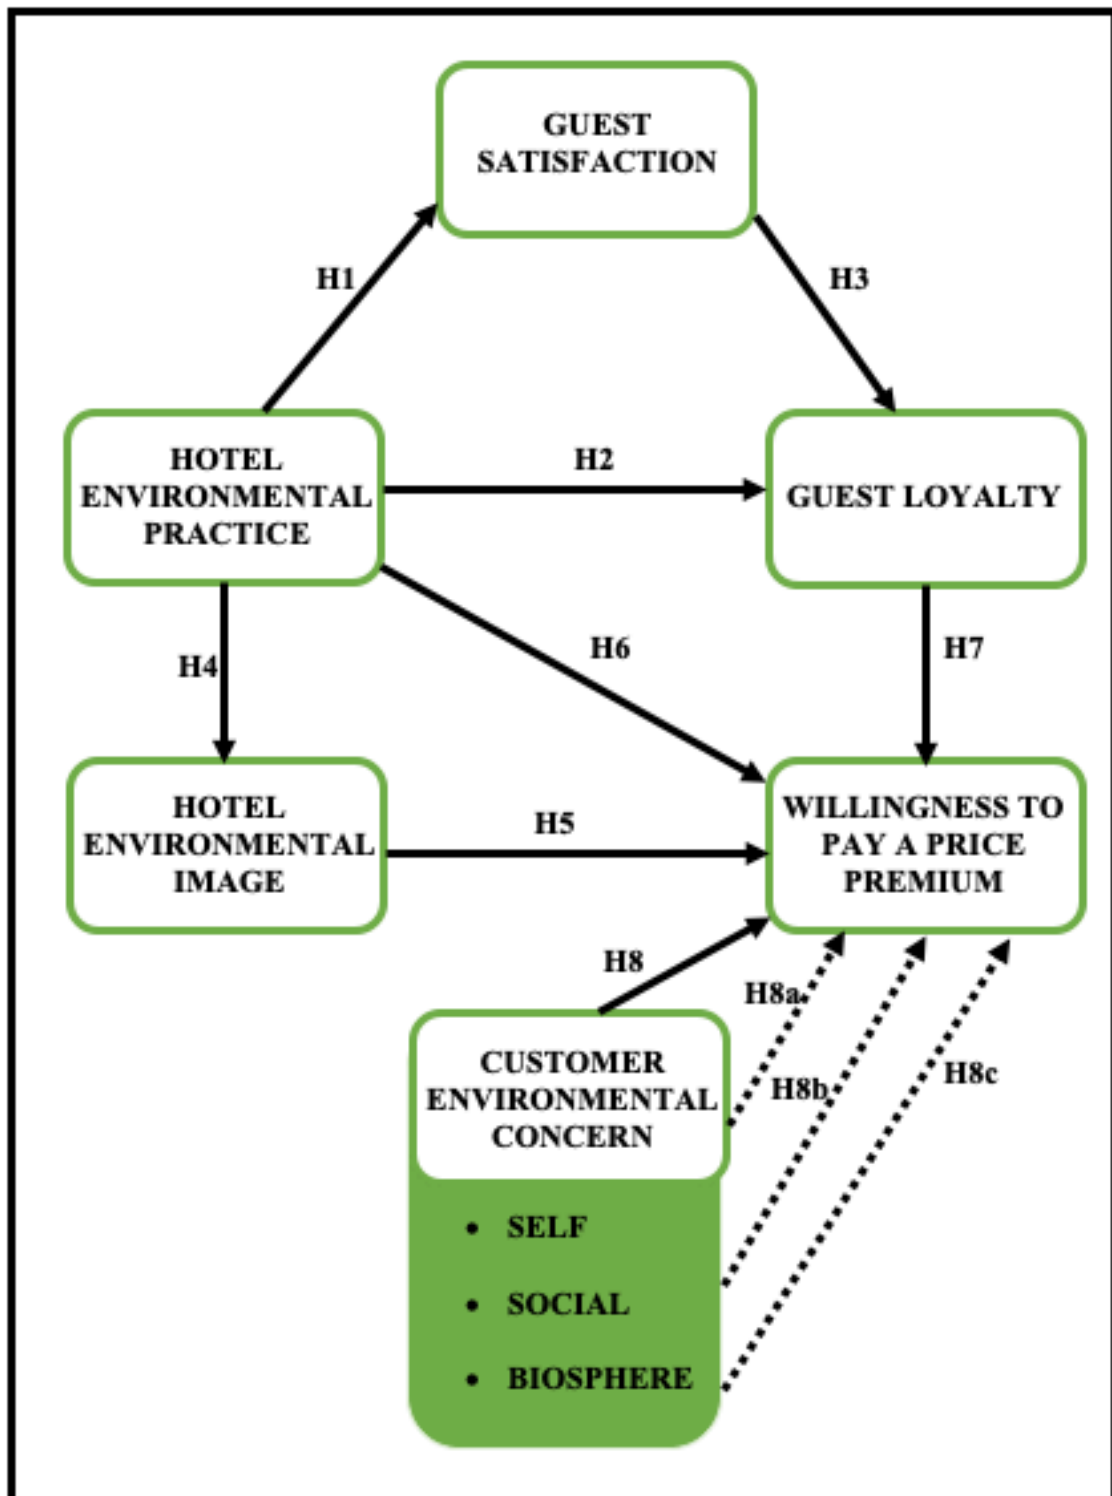 GUEST
SATISFACTION
H1
H3
HOTEL
ENVIRONMENTAL
PRACTICE
H2
GUEST LOYALTY
H4
H6
H7
HOTEL
ENVIRONMENTAL
IMAGE
H5
WILLINGNESS TO
PAY A PRICE
PREMIUM
H8
H8a
H8b
H8c
CUSTOMER
ENVIRONMENTAL
CONCERN
• SELF
• SOCIAL
• BIOSPHERE